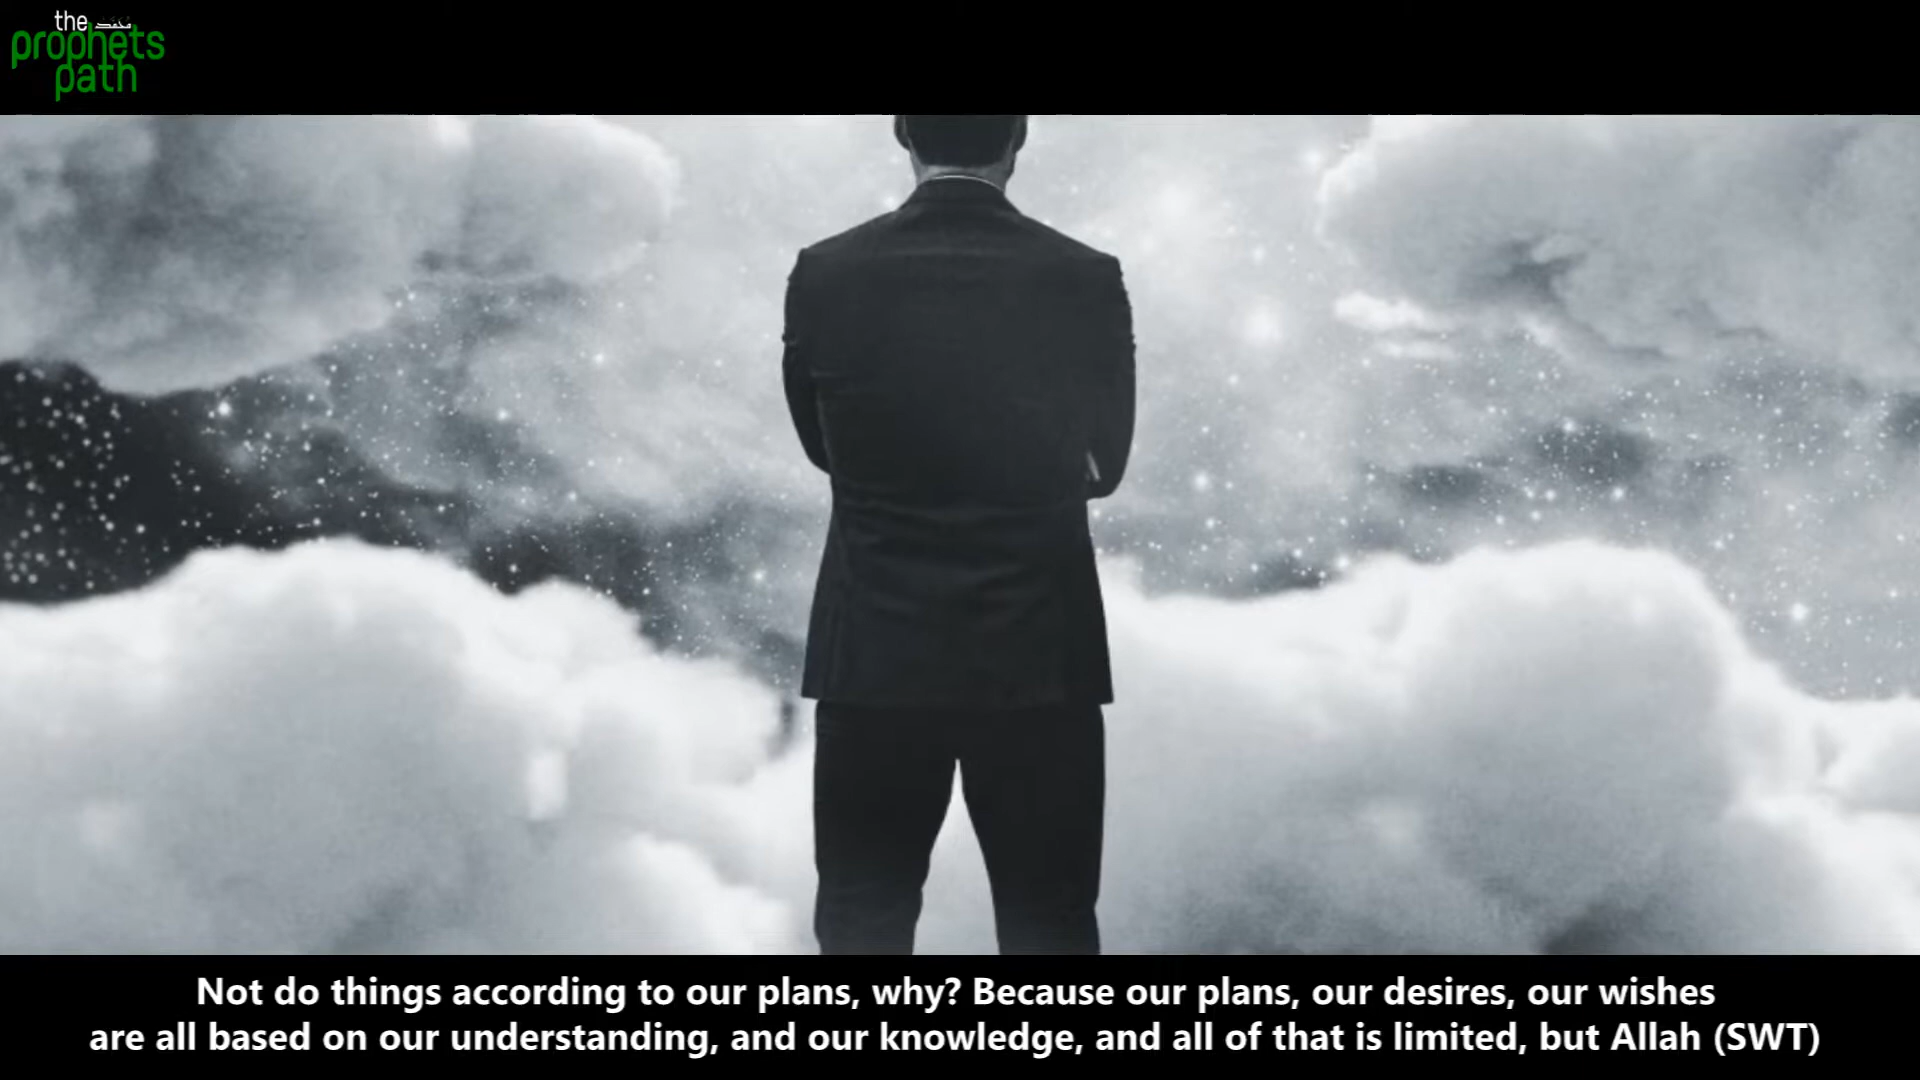 the محمد
prophets
path
Not do things according to our plans, why? Because our plans, our desires, our wishes
are all based on our understanding, and our knowledge, and all of that is limited, but Allah (SWT)